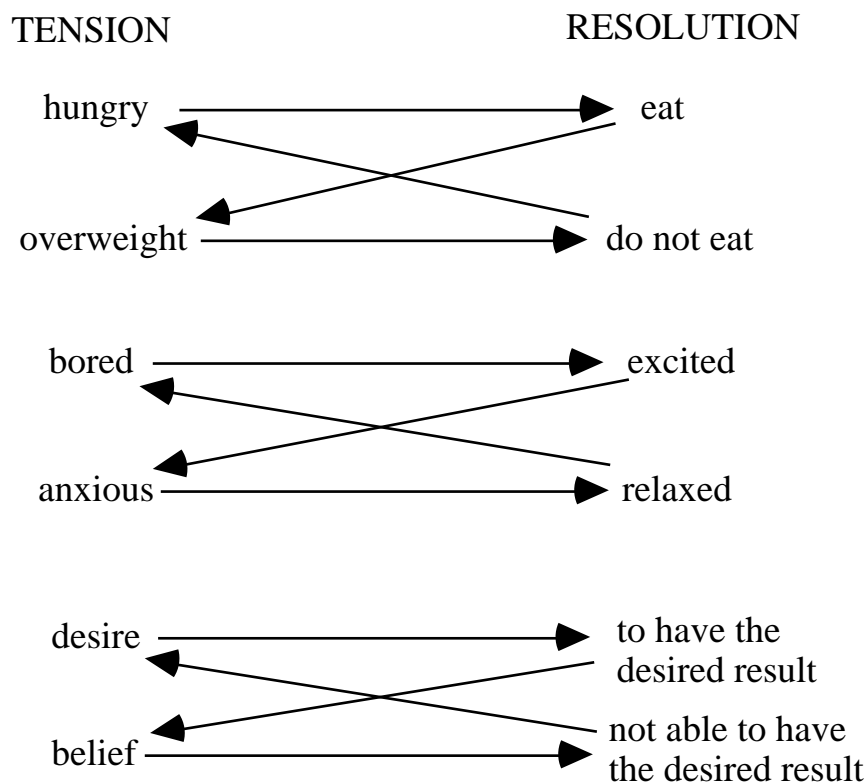 TENSION
RESOLUTION
hungry
eat
overweight
do not eat
bored
excited
anxious
relaxed
desire
to have the
desired result
belief
not able to have
the desired result